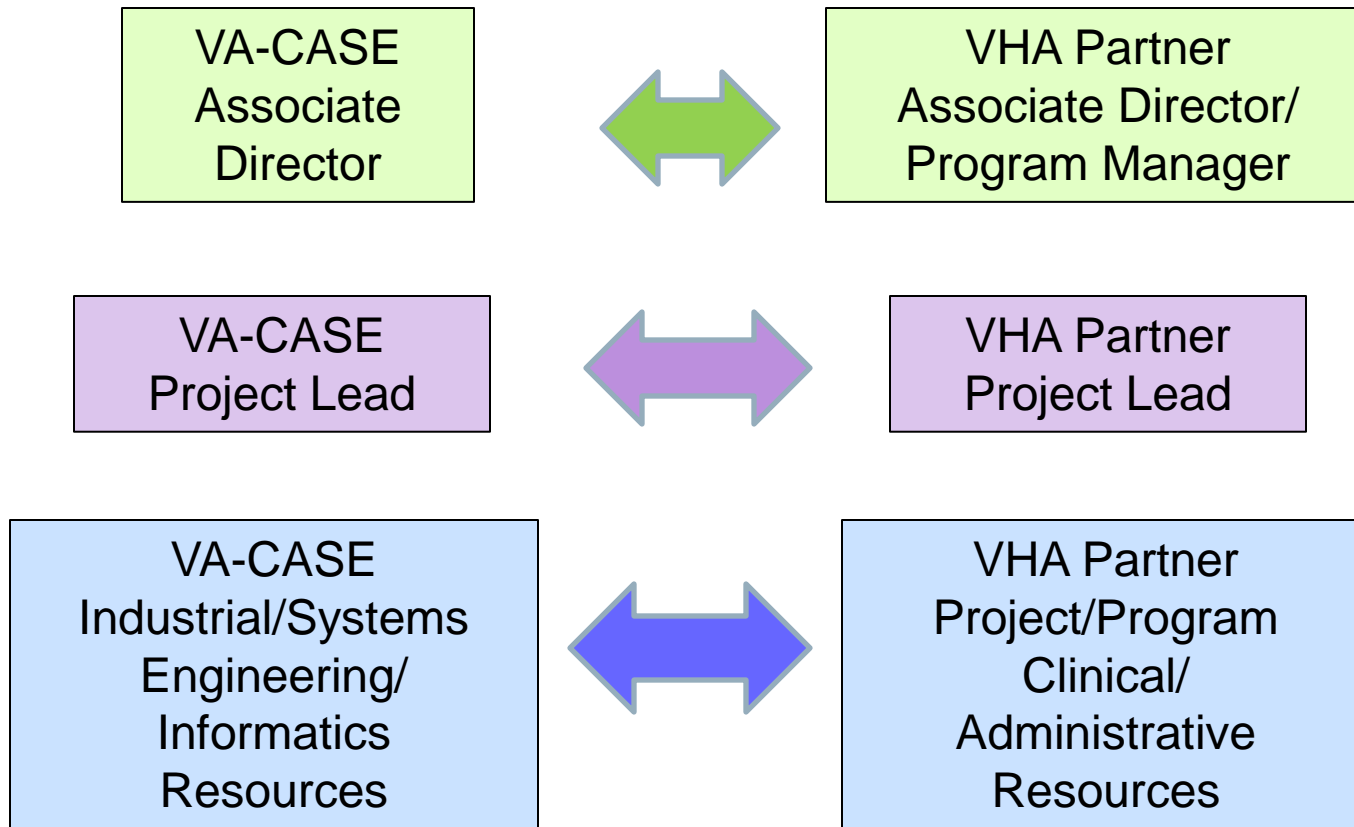 VA-CASE
Associate
Director
VHA Partner
Associate Director/
Program Manager
VA-CASE
Project Lead
VHA Partner
Project Lead
VA-CASE
Industrial/Systems
Engineering/
Informatics
Resources
VHA Partner
Project/Program
Clinical/
Administrative
Resources